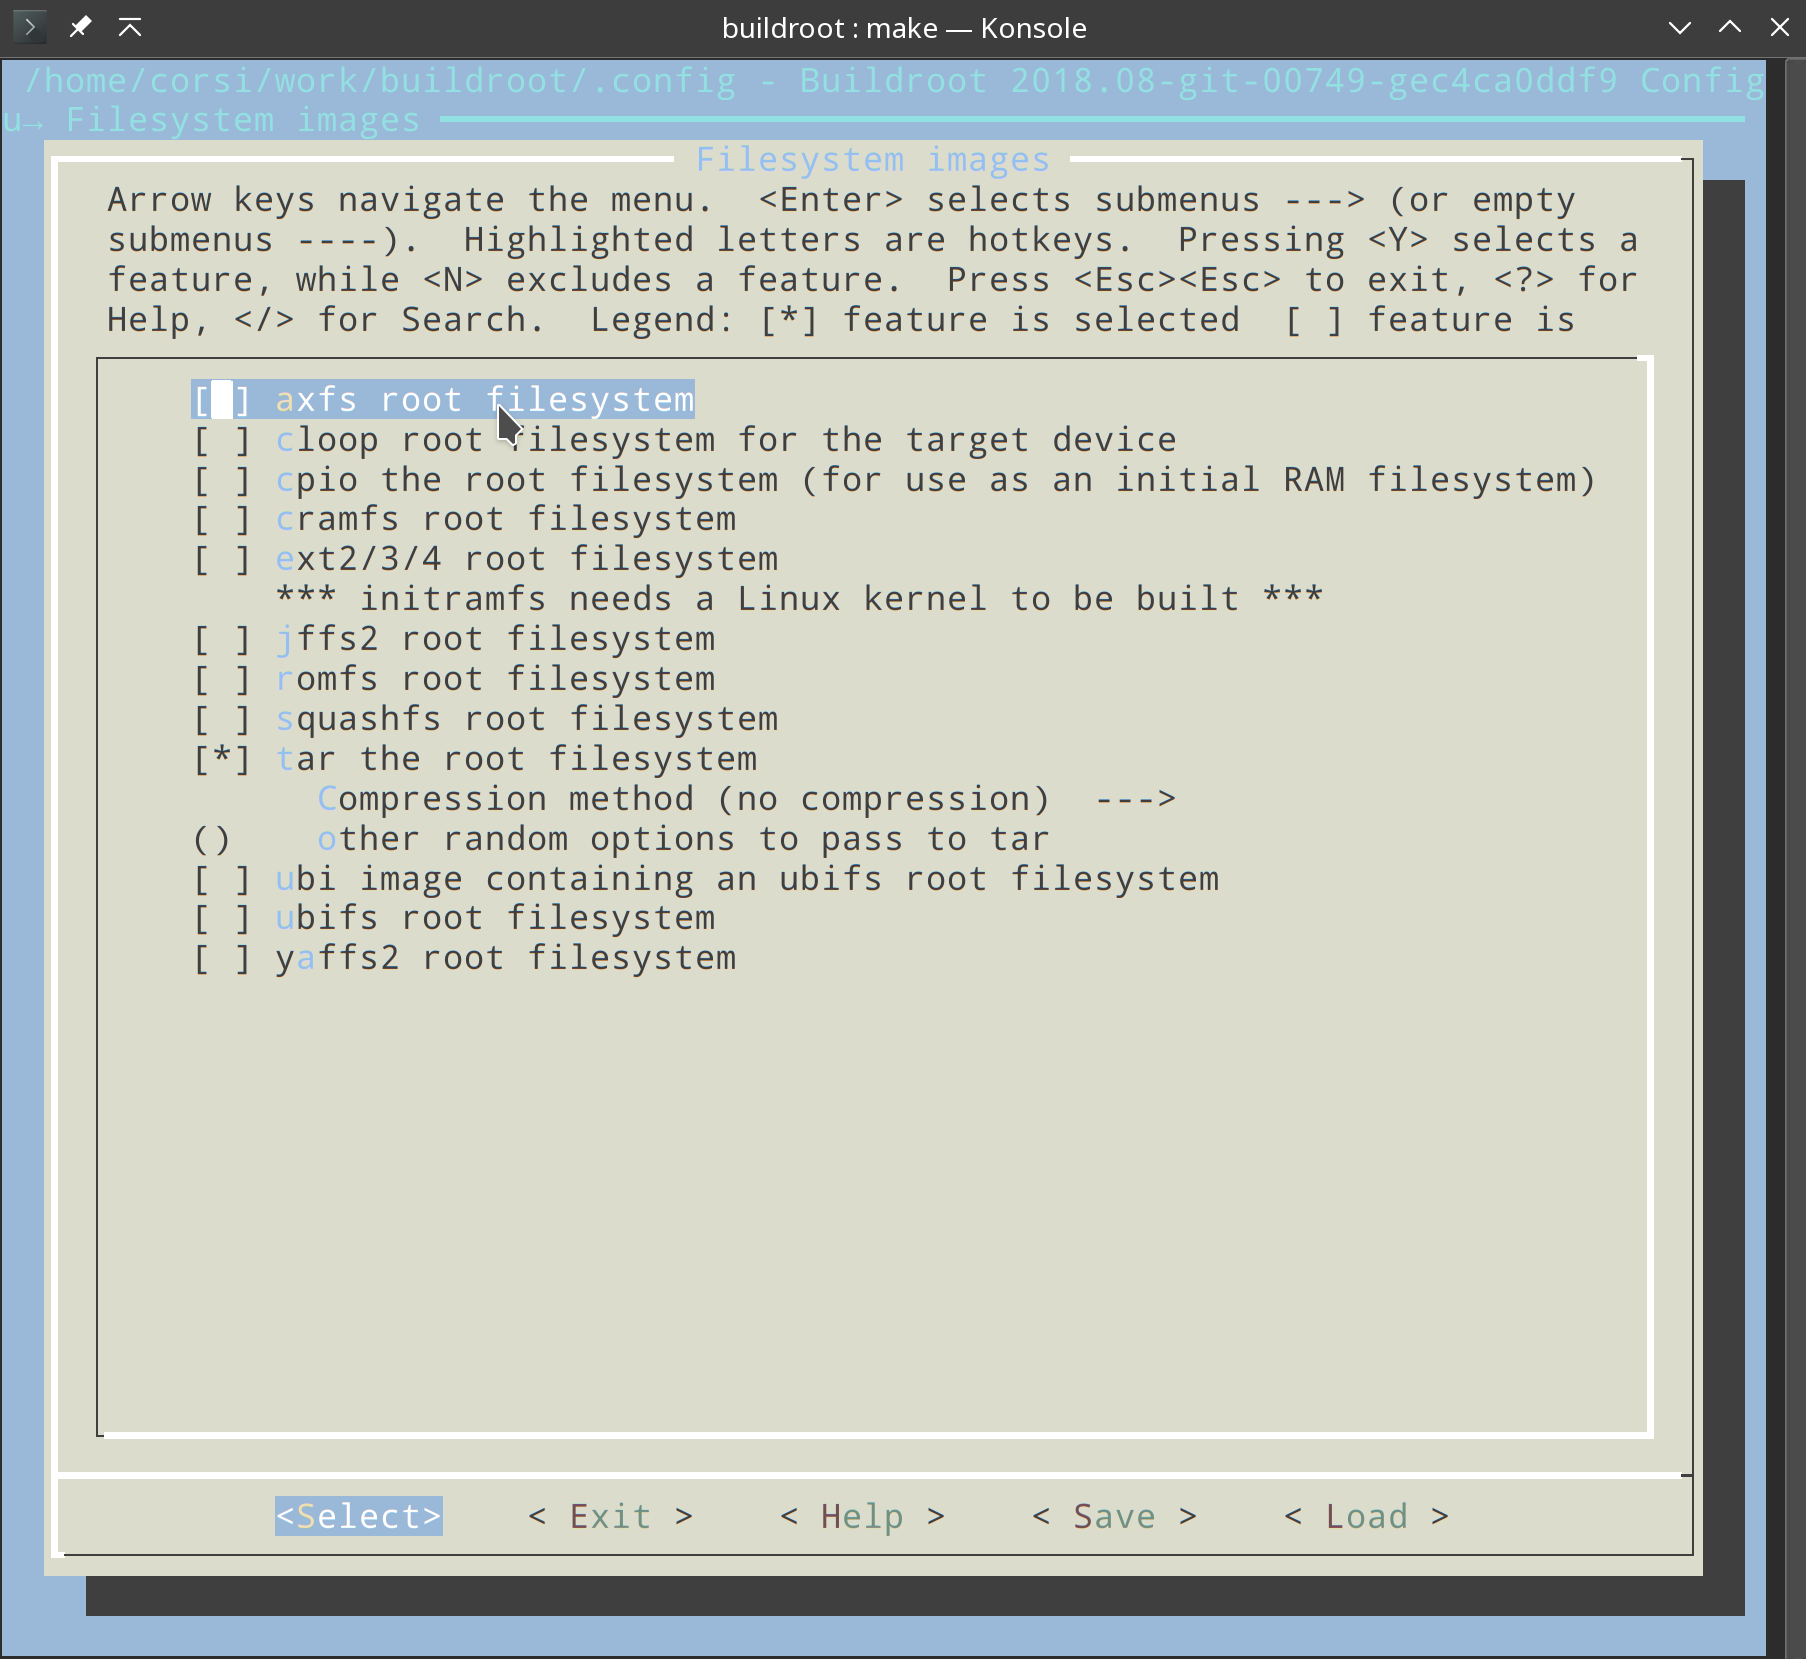 buildroot : make — Konsole
/home/corsi/work/buildroot/.config - Buildroot 2018.08-git-00749-gec4ca0ddf9 Config
u→ Filesystem images
Filesystem images
Arrow keys navigate the menu.  <Enter> selects submenus ---> (or empty
submenus ----).  Highlighted letters are hotkeys.  Pressing <Y> selects a
feature, while <N> excludes a feature.  Press <Esc><Esc> to exit, <?> for
Help, </> for Search.  Legend: [*] feature is selected  [ ] feature is
[ ] axfs root filesystem
[ ] cloop root filesystem for the target device
[ ] cpio the root filesystem (for use as an initial RAM filesystem)
[ ] cramfs root filesystem
[ ] ext2/3/4 root filesystem
*** initramfs needs a Linux kernel to be built ***
[ ] jffs2 root filesystem
[ ] romfs root filesystem
[ ] squashfs root filesystem
[*] tar the root filesystem
Compression method (no compression)  --->
()    other random options to pass to tar
[ ] ubi image containing an ubifs root filesystem
[ ] ubifs root filesystem
[ ] yaffs2 root filesystem
<Select>    < Exit >    < Help >    < Save >    < Load >